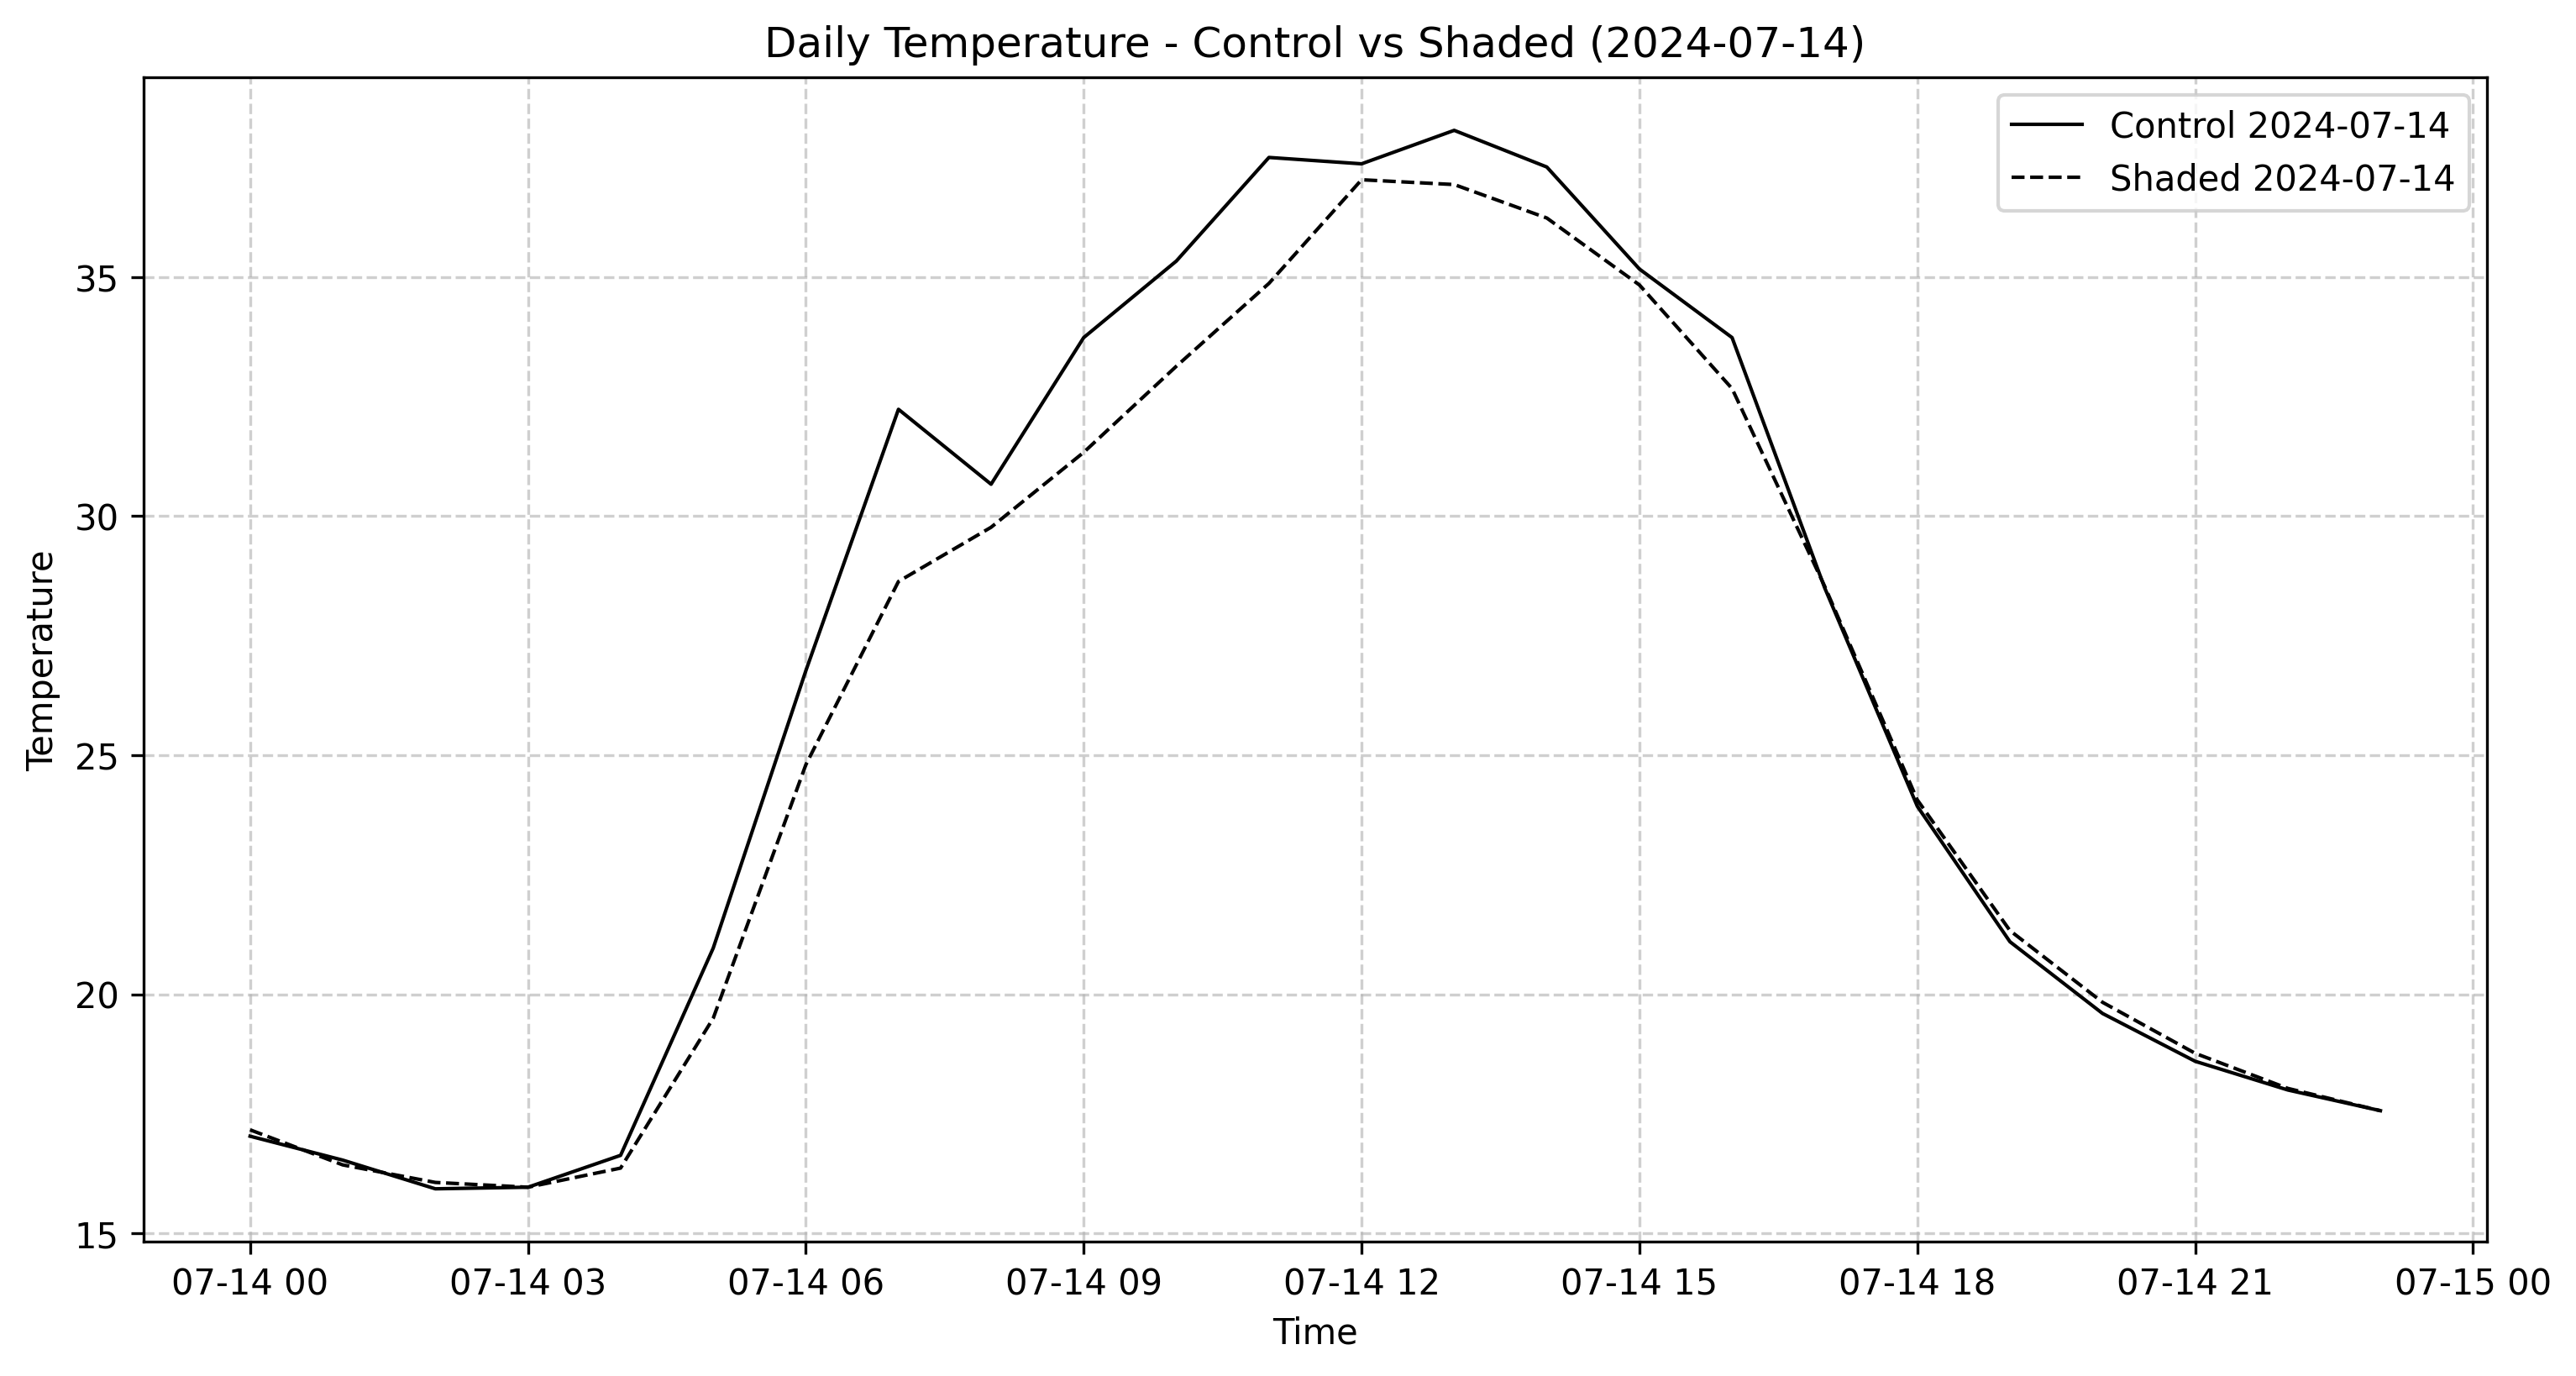 Daily Temperature - Control vs Shaded (2024-07-14)
Control 2024-07-14
Shaded 2024-07-14
Temperature
35
30
25
20
15
07-14 00 07-14 03 07-14 06 07-14 09 07-14 12 07-14 15 07-14 18 07-14 21 07-15 00
Time